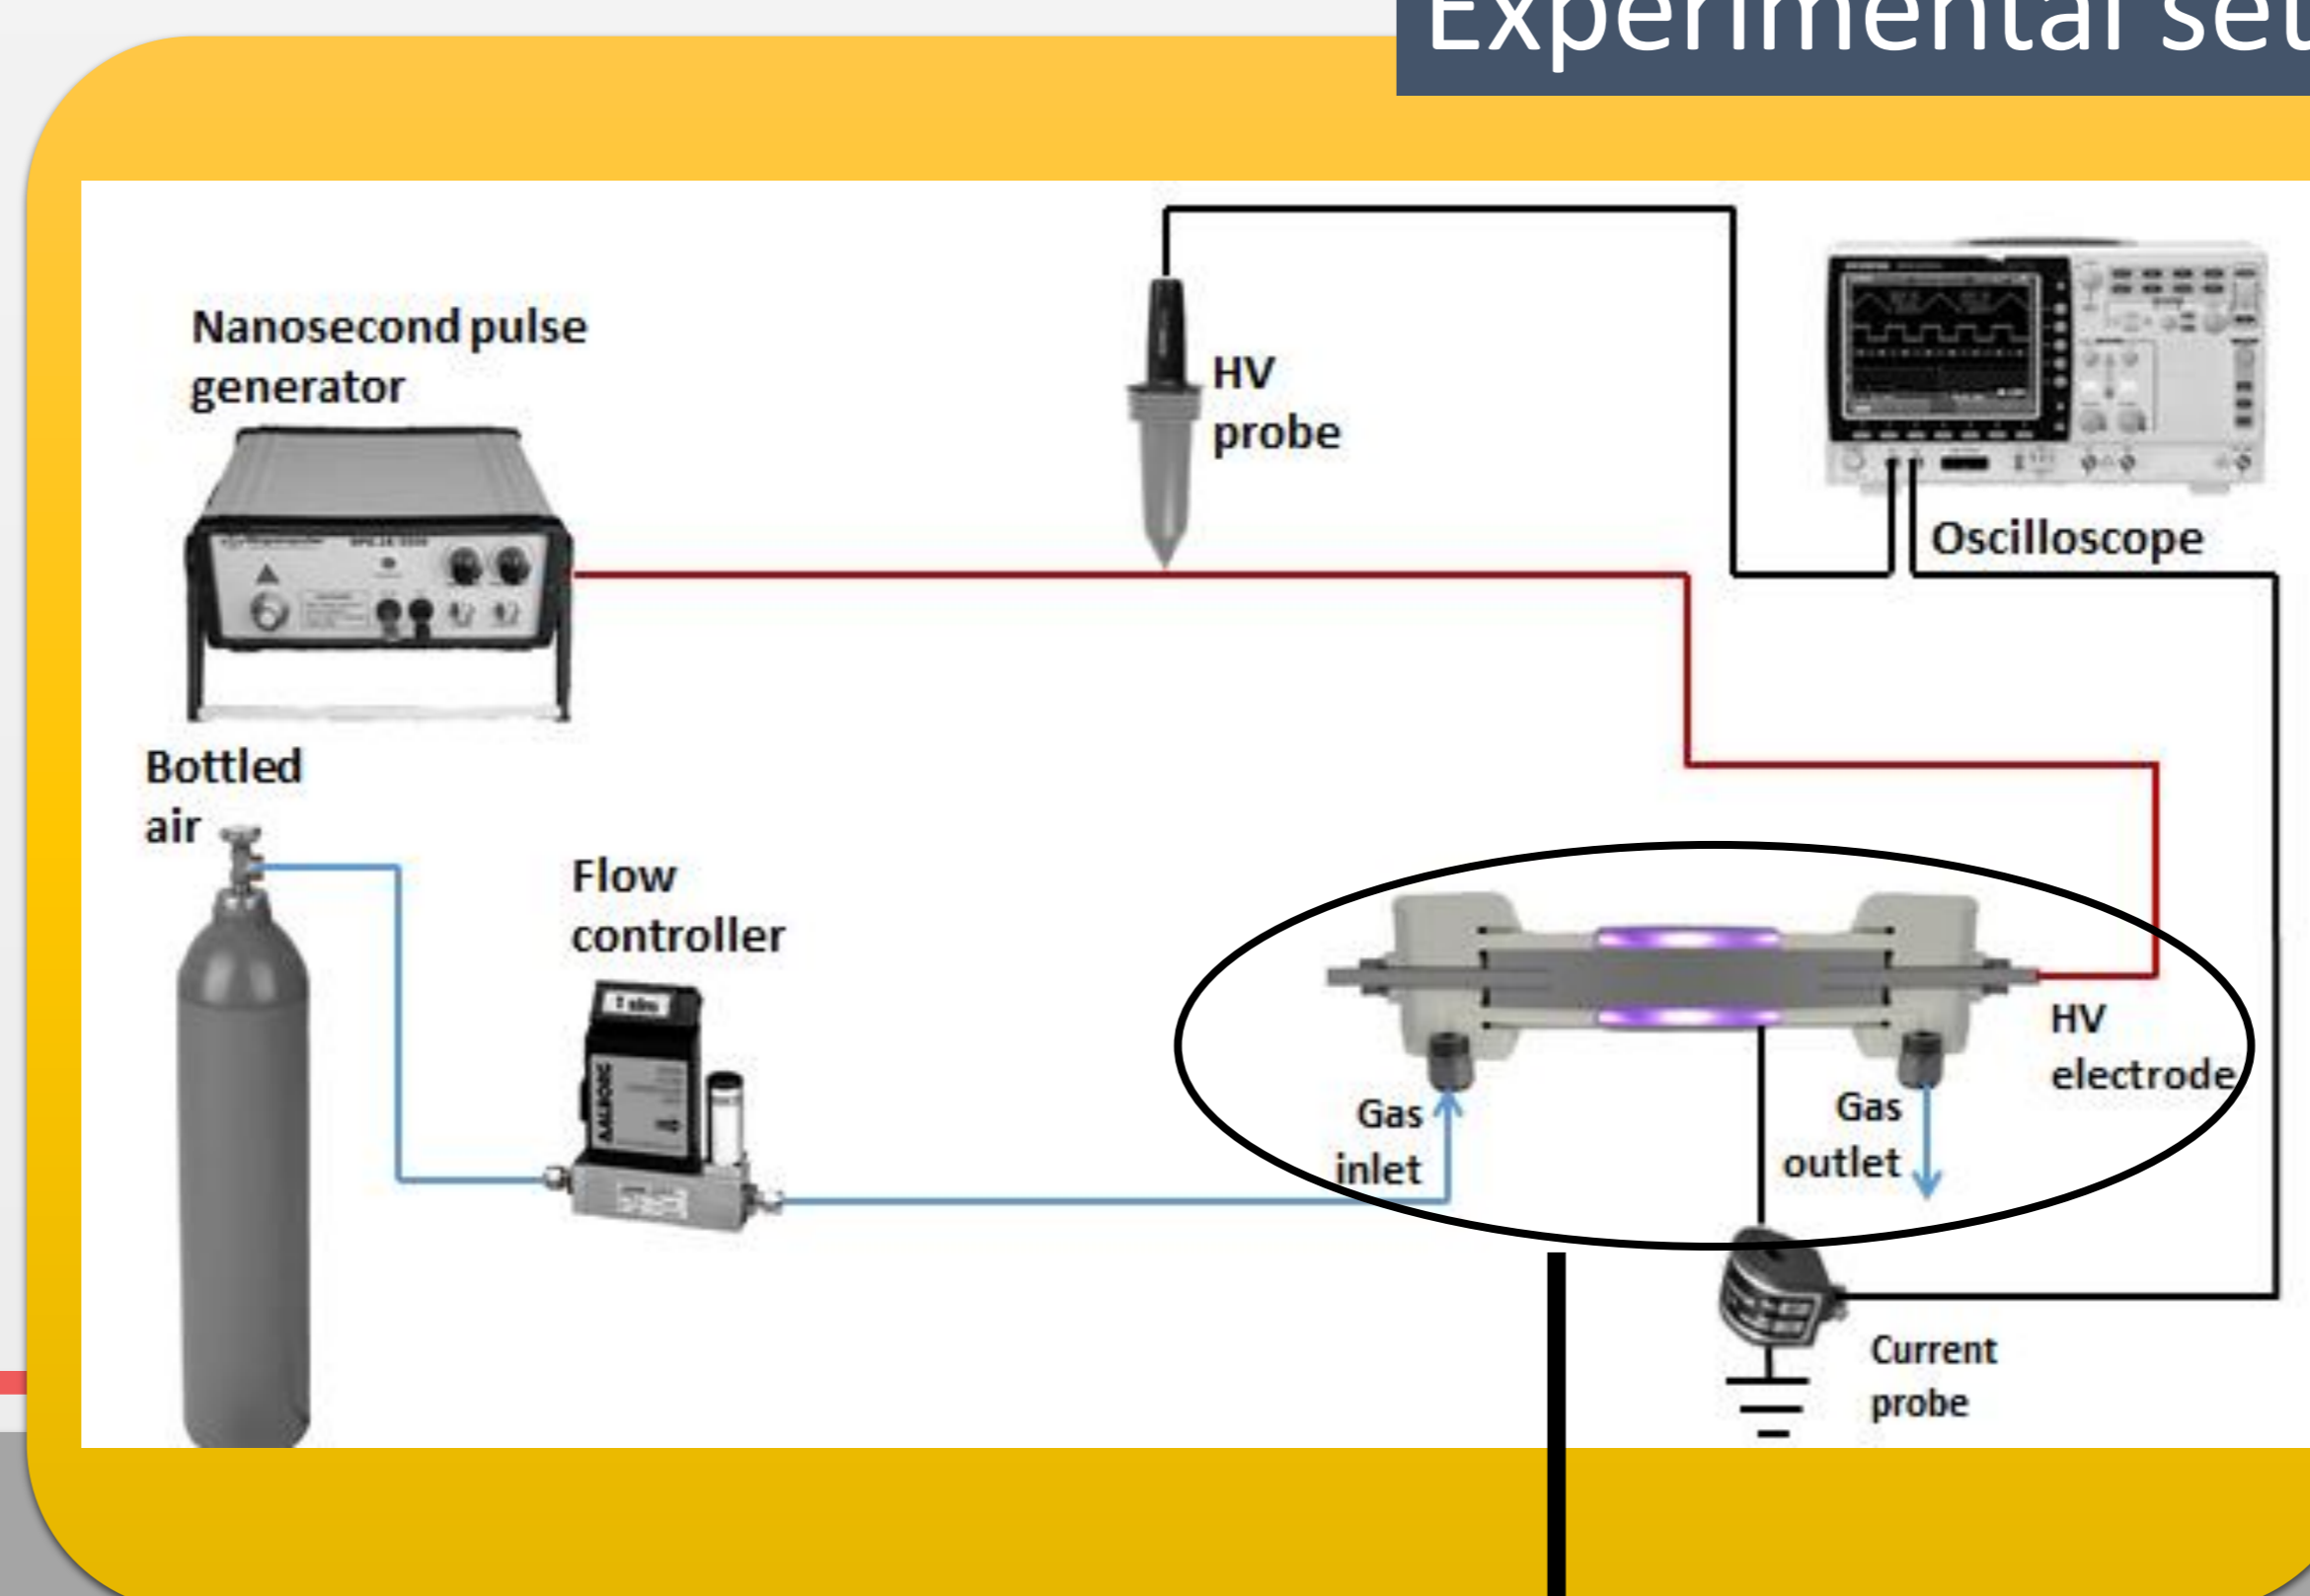 Experimental set
Nanosecond pulse
generator
HV
probe
Oscilloscope
Bottled
air
Flow
controller
AALBORG
HV
electrode
Gas
inlet
Gas
outlet
Current
probe